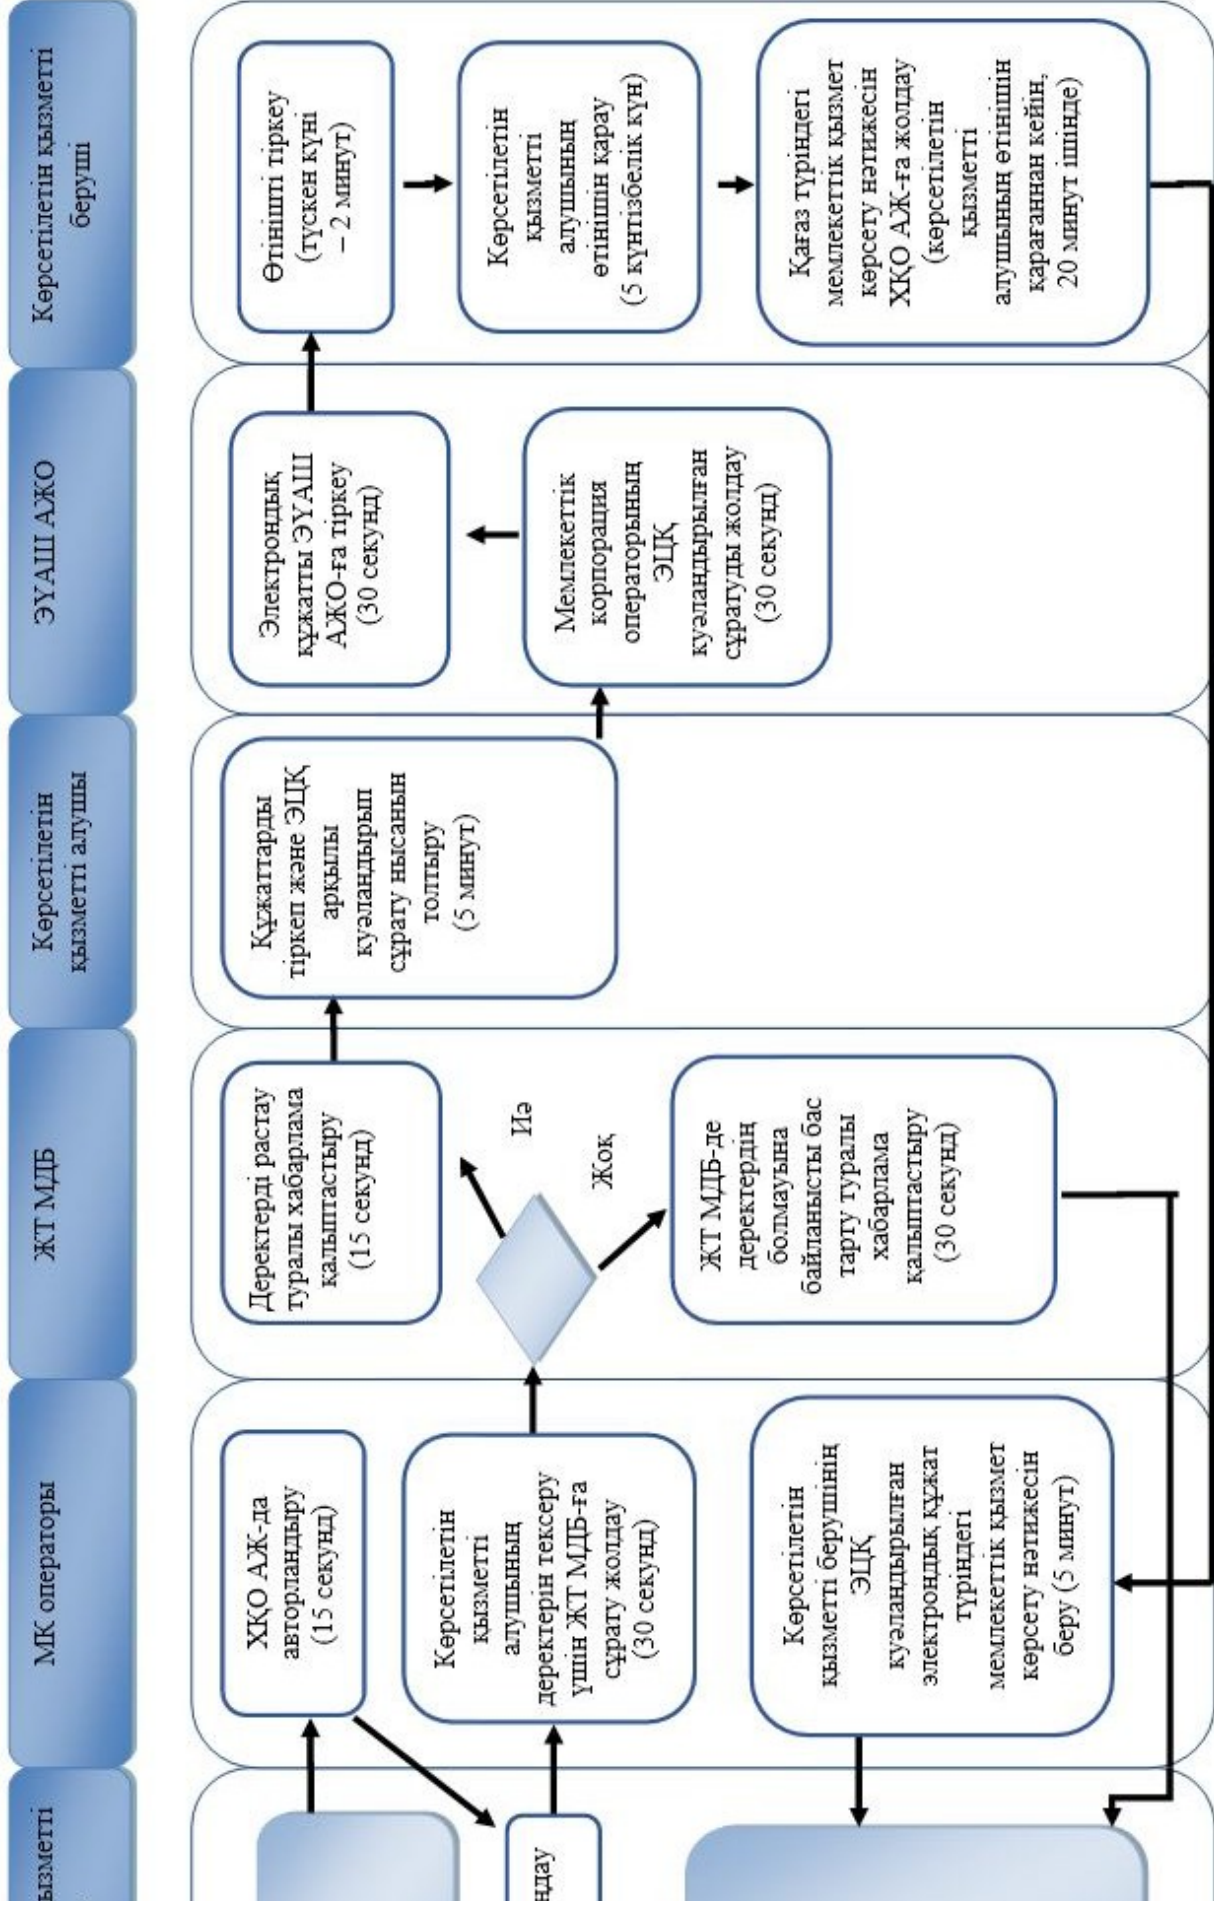 ызметті
МК операторы
ЖТ МДБ
Көрсетілетін
қызметті алушы
ЭҮАШ АЖО
Көрсетілетін қызметті
беруші
ндау
ХҚО АЖ-да
авторландыру
(15 секунд)
Көрсетілетін
қызметті
алушының
деректерін тексеру
үшін ЖТ МДБ-ға
сұрату жолдау
(30 секунд)
Көрсетілетін
қызметті берушінің
ЭЦҚ
куәландырылған
электрондық құжат
түріндегі
мемлекеттік қызмет
көрсету нәтижесін
беру (5 минут)
Деректерді растау
туралы хабарлама
қалыптастыру
(15 секунд)
Иә
Жоқ
ЖТ МДБ-де
деректердің
болмауына
байланысты бас
тарту туралы
хабарлама
қалыптастыру
(30 секунд)
Құжаттарды
тіркеп және ЭЦҚ
арқылы
куәландырып
сұрату нысанын
толтыру
(5 минут)
Электрондық
құжатты ЭҮАШ
АЖО-ға тіркеу
(30 секунд)
Мемлекеттік
корпорация
операторының
ЭЦҚ
куәландырылған
сұратуды жолдау
(30 секунд)
Өтінішті тіркеу
(түскен күні
– 2 минут)
Көрсетілетін
қызметті
алушының
өтінішін қарау
(5 күнтізбелік күн)
Қағаз түріндегі
мемлекеттік қызмет
көрсету нәтижесін
ХҚО АЖ-ға жолдау
(көрсетілетін
қызметті
алушының өтінішін
қарағаннан кейін,
20 минут ішінде)